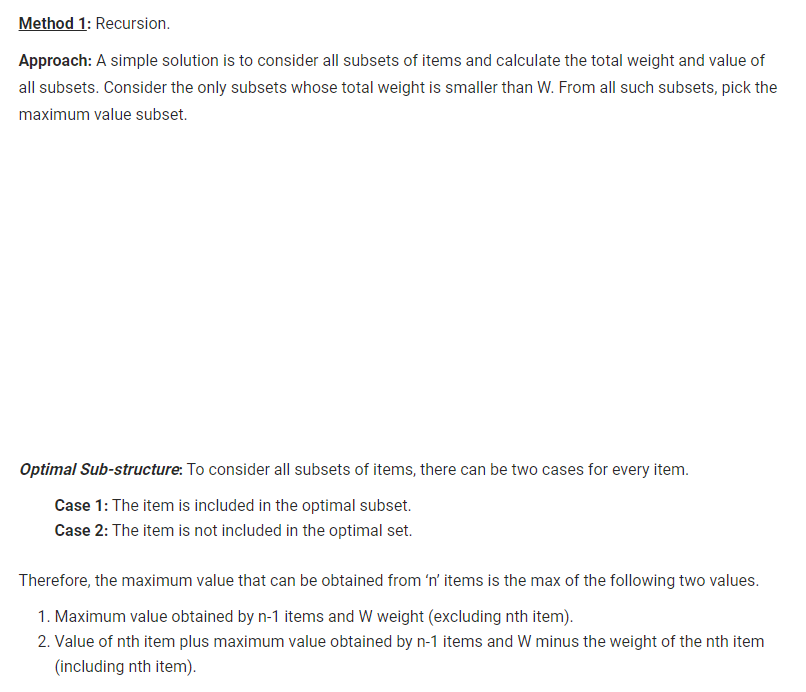 Method 1: Recursion.
Approach: A simple solution is to consider all subsets of items and calculate the total weight and value of
all subsets. Consider the only subsets whose total weight is smaller than W. From all such subsets, pick the
maximum value subset.
Optimal Sub-structure: To consider all subsets of items, there can be two cases for every item.
Case 1: The item is included in the optimal subset.
Case 2: The item is not included in the optimal set.
Therefore, the maximum value that can be obtained from ‘n’ items is the max of the following two values.
1. Maximum value obtained by n-1 items and W weight (excluding nth item).
2. Value of nth item plus maximum value obtained by n-1 items and W minus the weight of the nth item
(including nth item).